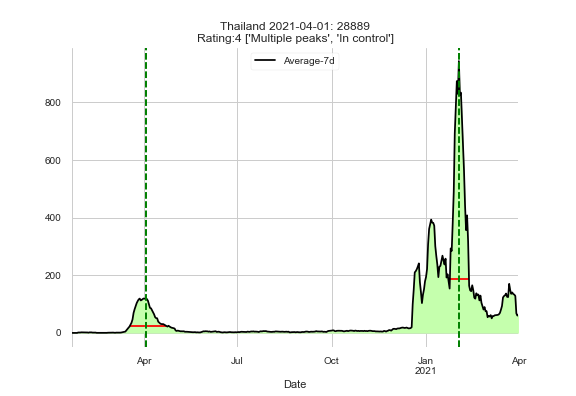 Thailand 2021-04-01: 28889
Rating:4 ['Multiple peaks', 'In control']
Average-7d
800
600
400
200
0
Apr
Jul
Oct
Jan
2021
Apr
Date